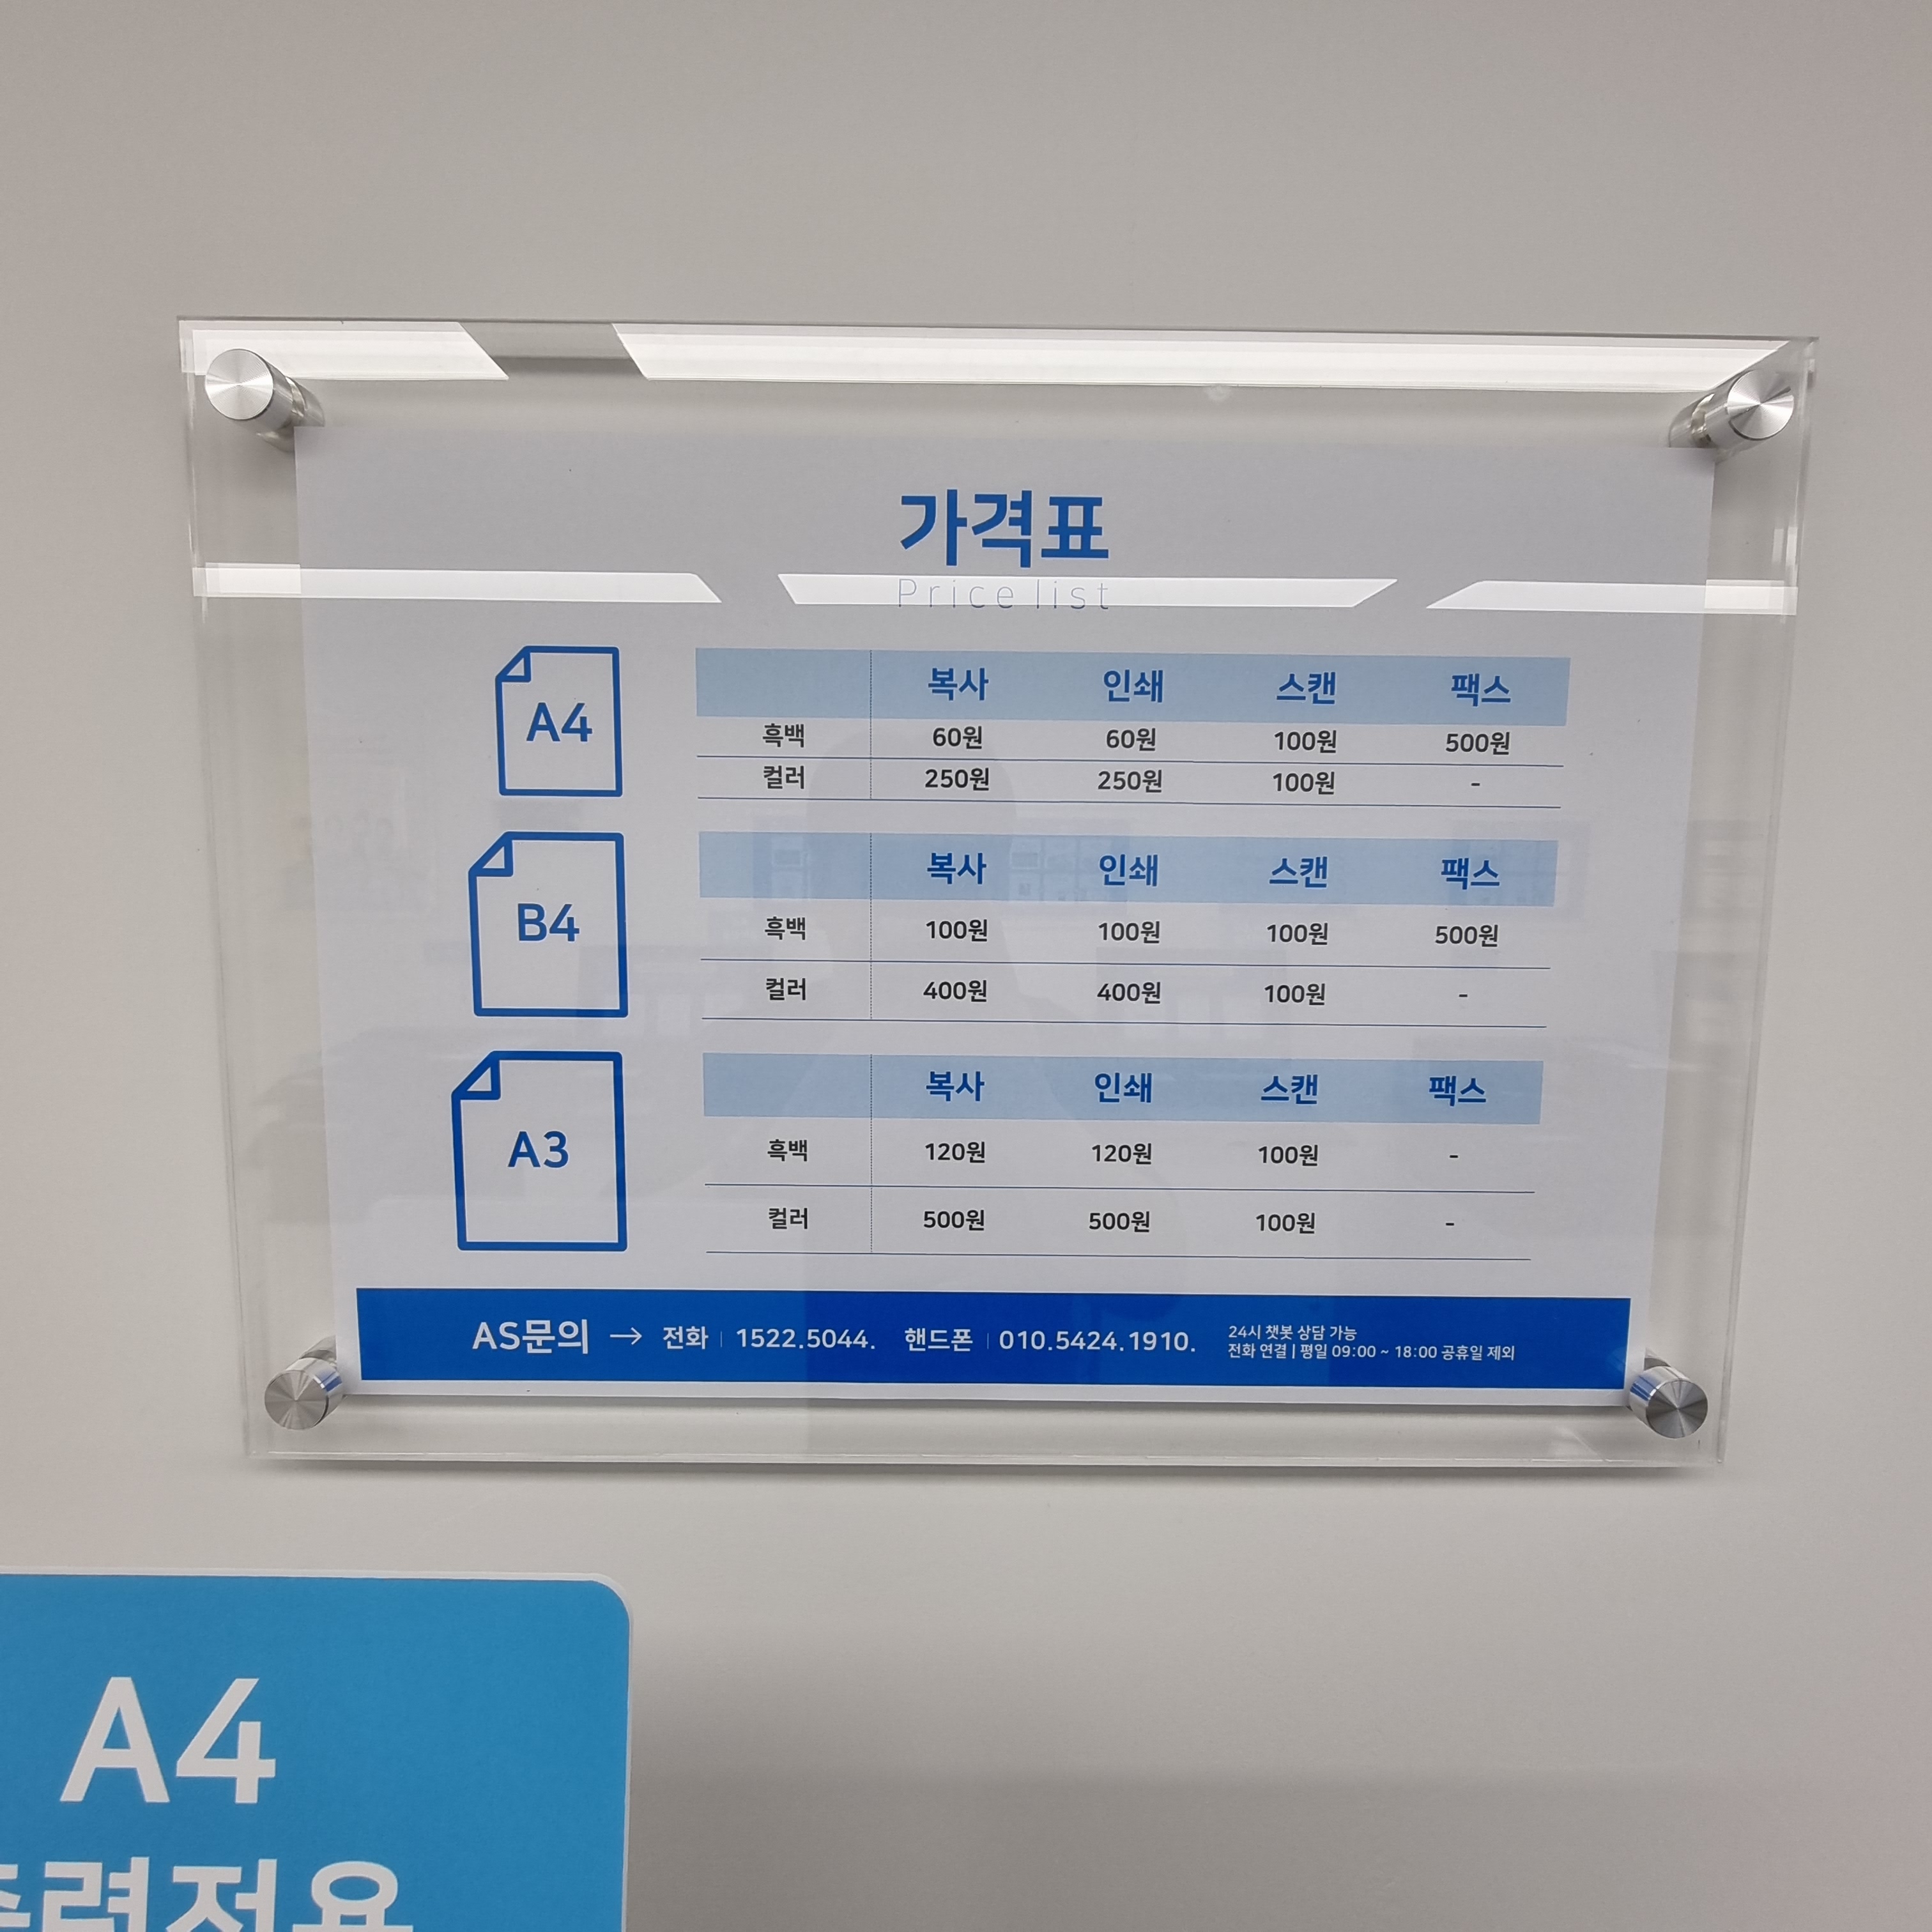 가격표
Price list
A4
복사 인쇄 스캔 팩스
흑백 60원 60원 100원 500원
컬러 250원 250원 100원 -
B4
복사 인쇄 스캔 팩스
흑백 100원 100원 100원 500원
컬러 400원 400원 100원 -
A3
복사 인쇄 스캔 팩스
흑백 120원 120원 100원 -
컬러 500원 500원 100원 -
AS문의 → 전화 | 1522.5044. 핸드폰 | 010.5424.1910.
24시 챗봇 상담 가능
전화 연결 | 평일 09:00 ~ 18:00 공휴일 제외
A4